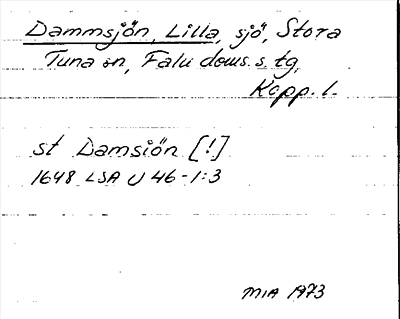 Dammsjön, Lilla, sjö, Stora
Tuna sn, Falu doms. s. tg,
Kopp. l.
st Damsiön [!]
1648 LSA U 46-1:3
MIA 1973